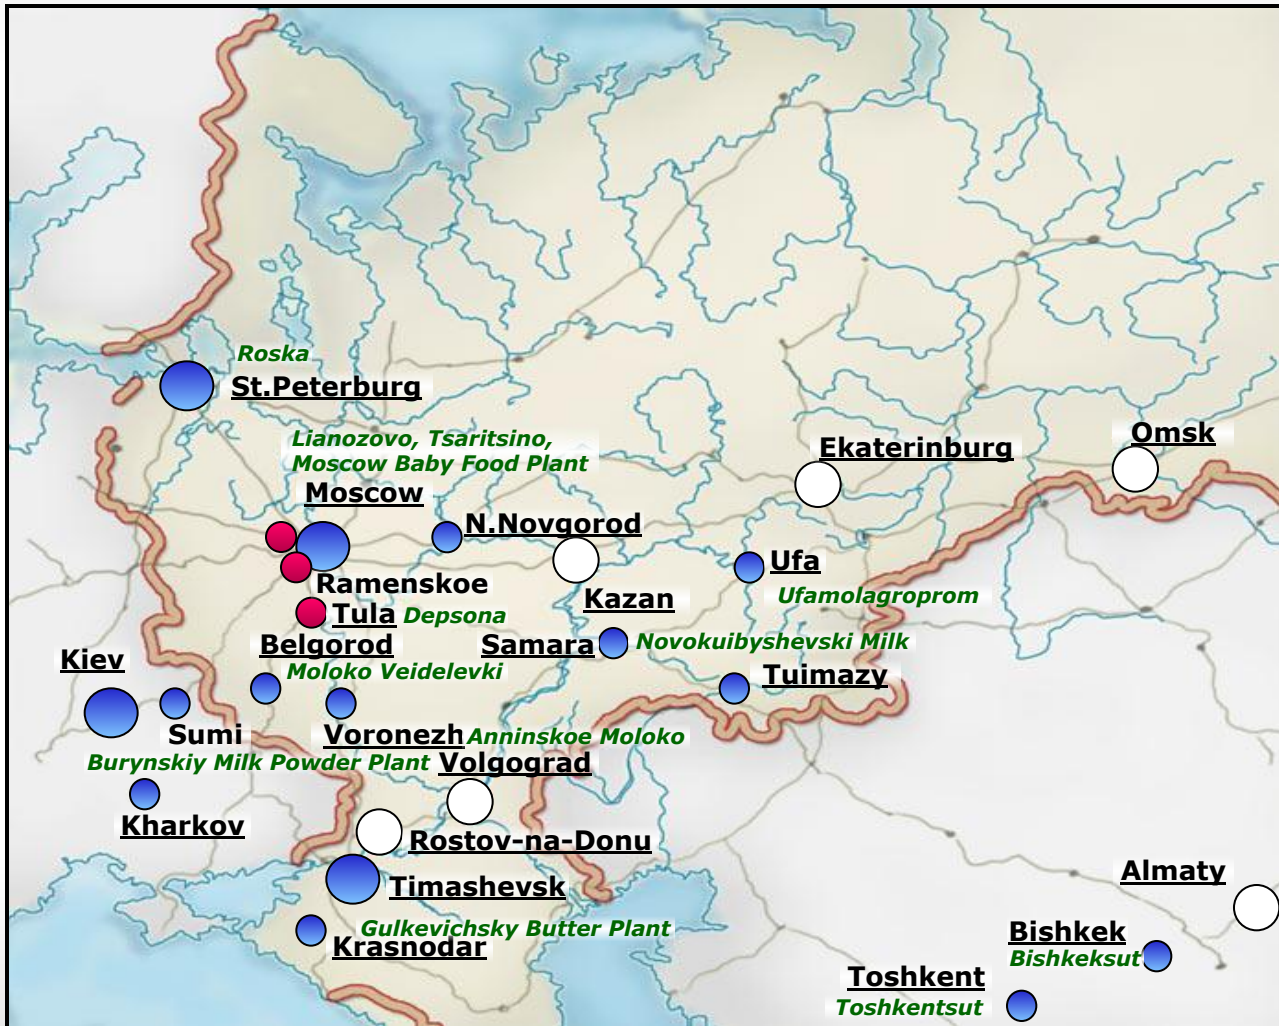 Roska
St.Peterburg
Lianozovo, Tsaritsino,
Moscow Baby Food Plant
Moscow
Ekaterinburg
Omsk
N.Novgorod
Ufa
Ramenskoe
Kazan
Ufamolagroprom
Tula Depsona
Belgorod
Samara Novokuibyshevski Milk
Kiev
Moloko Veidelevki
Tuimazy
Sumi
Voronezh Anninskoe Moloko
Burynskiy Milk Powder Plant
Volgograd
Kharkov
Rostov-na-Donu
Almaty
Timashevsk
Gulkevichsky Butter Plant
Krasnodar
Bishkek
Bishkeksut
Toshkent
Toshkentsut